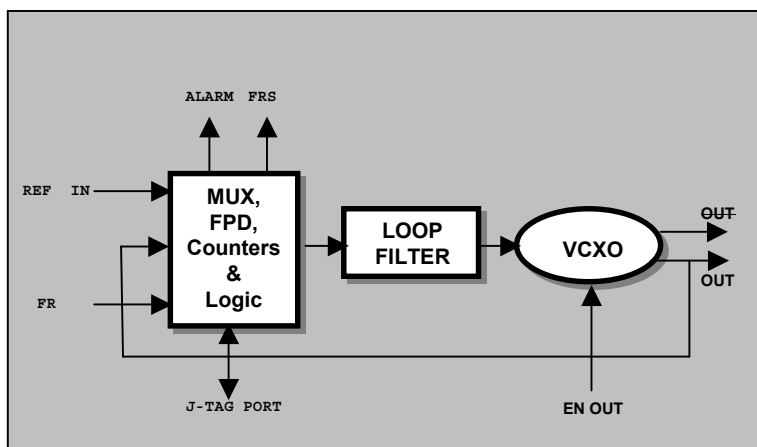 ALARM FRS
REF IN
MUX,
FPD,
Counters
&
Logic
LOOP
FILTER
VCXO
OUT
OUT
FR
J-TAG PORT
EN OUT